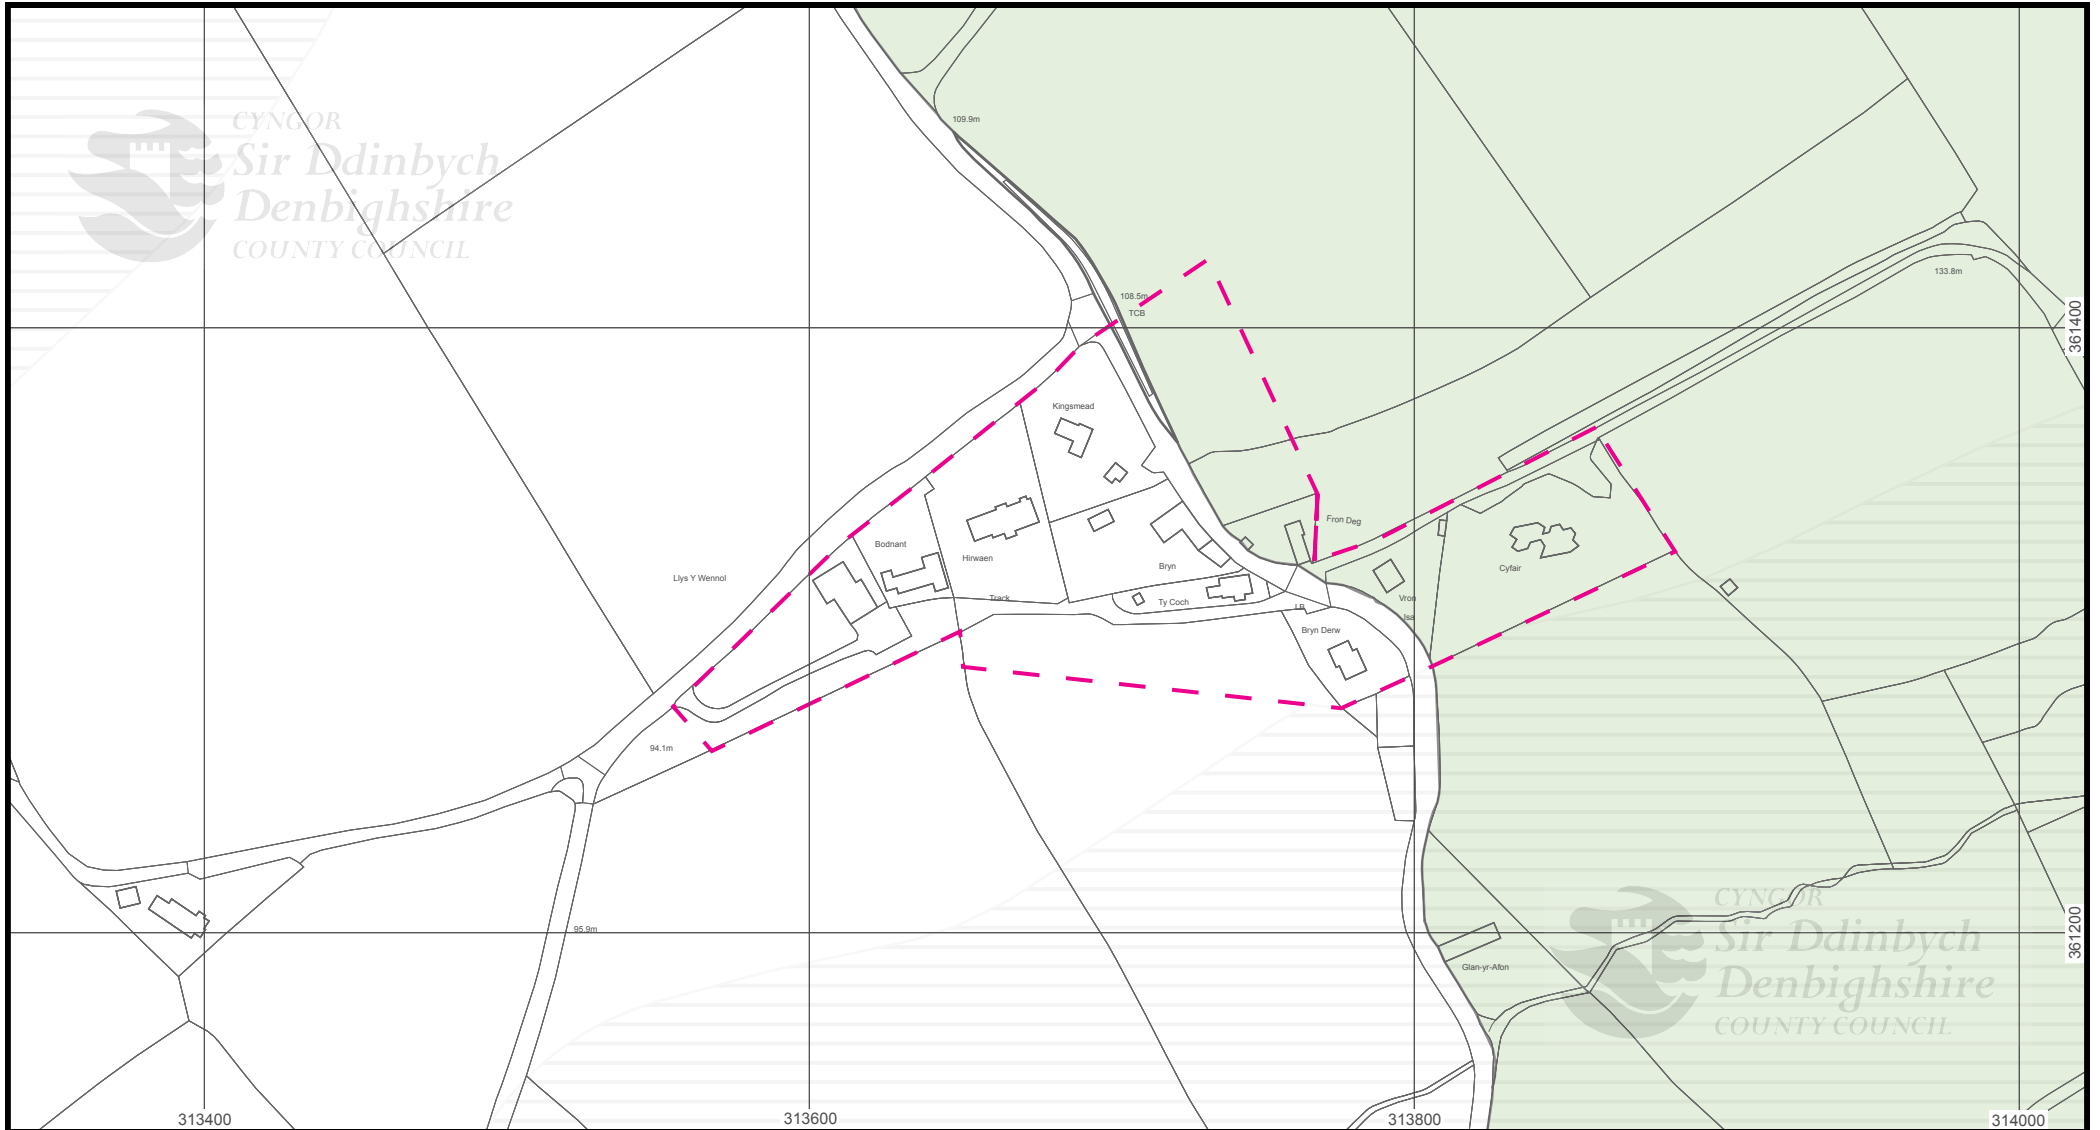 CYNGOR
Sir Ddinbych
Denbighshire
COUNTY COUNCIL
109.9m
133.8m
108.5m
TCB
361400
Kingsmead
Fron Deg
Bodnant
Hirwaen
Llys Y Wennol
Bryn
Cyfair
Track
Ty Coch
Vron
Isa
LB
Bryn Derw
94.1m
95.9m
361200
CYNGOR
Sir Ddinbych
Denbighshire
COUNTY COUNCIL
Glan-yr-Afon
313400
313600
313800
314000